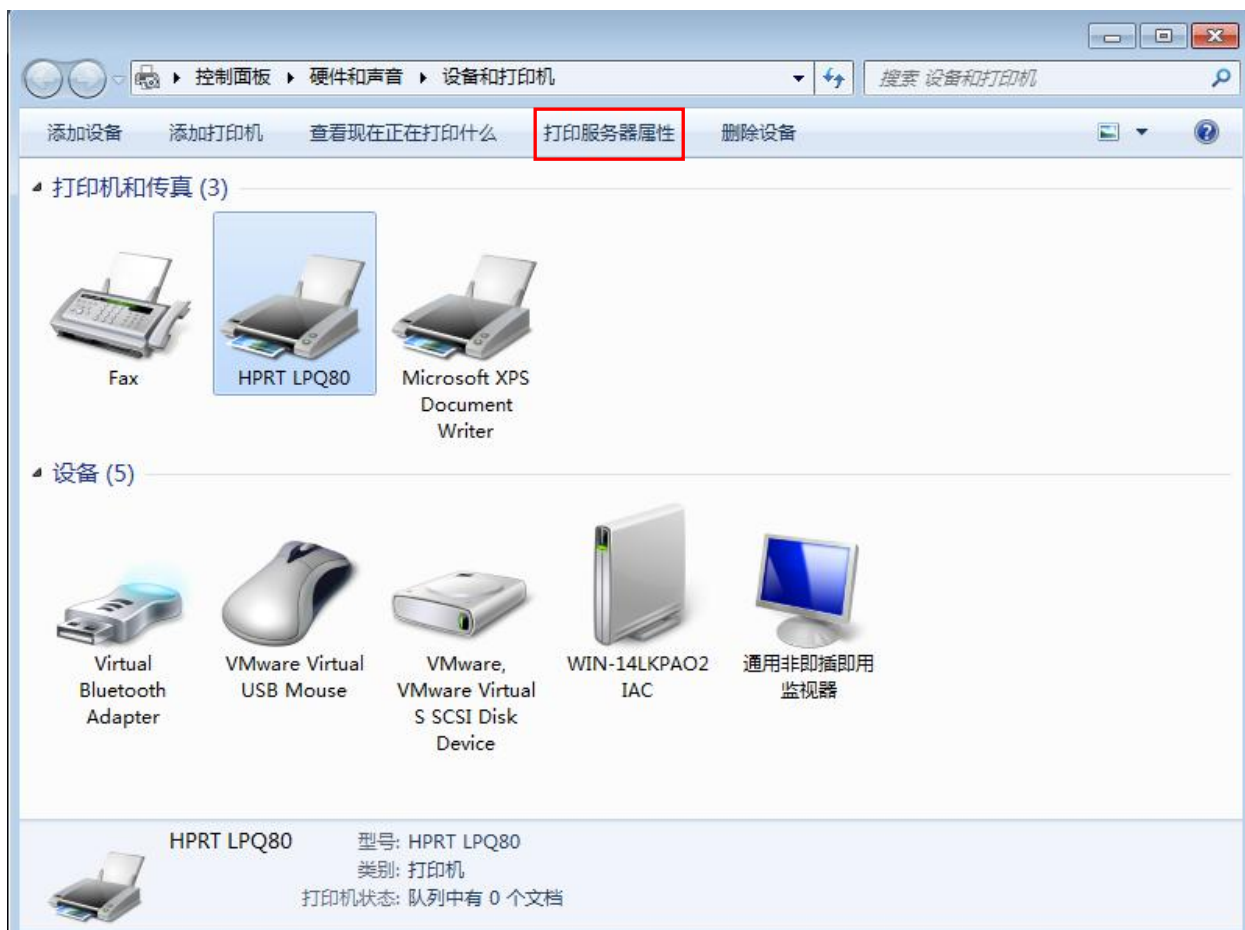 控制面板 硬件和声音 设备和打印机 搜索 设备和打印机
添加设备 添加打印机 查看现在正在打印什么 打印服务器属性 删除设备
打印机和传真 (3)
Fax
HPRT LPQ80
Microsoft XPS
Document
Writer
设备 (5)
Virtual
Bluetooth
Adapter
VMware Virtual
USB Mouse
VMware,
VMware Virtual
S SCSI Disk
Device
WIN-14LKPAO2
IAC
通用非即插即用
监视器
HPRT LPQ80 型号: HPRT LPQ80
类别: 打印机
打印机状态: 队列中有 0 个文档